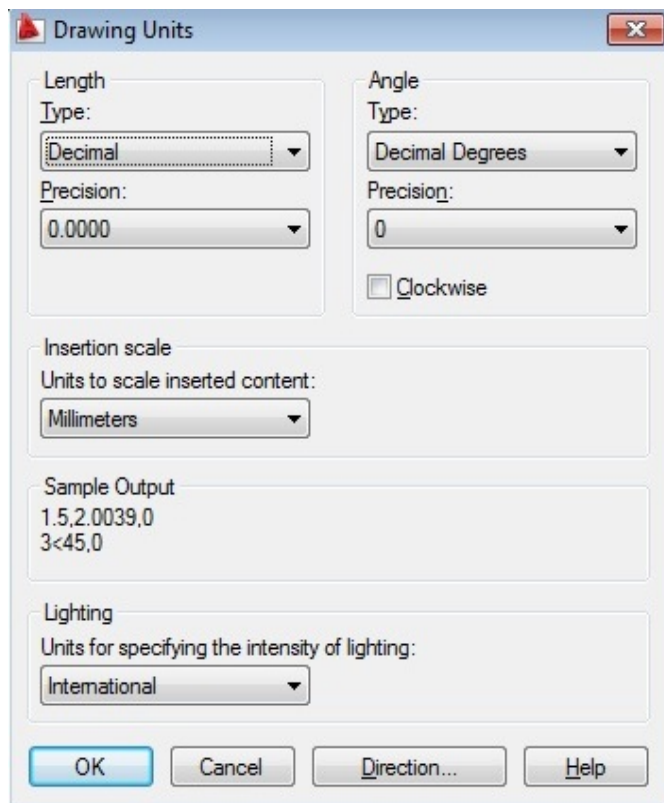 Drawing Units
Length
Type:
Decimal
Precision:
0.0000
Angle
Type:
Decimal Degrees
Precision:
0
Clockwise
Insertion scale
Units to scale inserted content:
Millimeters
Sample Output
1.5,2.0039,0
3<45,0
Lighting
Units for specifying the intensity of lighting:
International
OK Cancel Direction... Help